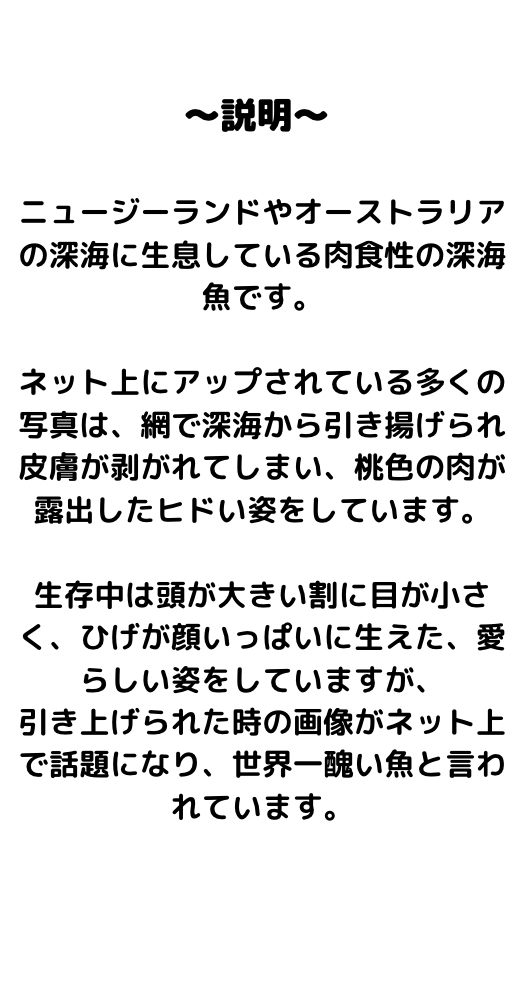 〜説明〜
ニュージーランドやオーストラリア
の深海に生息している肉食性の深海
魚です。
ネット上にアップされている多くの
写真は、網で深海から引き揚げられ
皮膚が剥がれてしまい、桃色の肉が
露出したヒドい姿をしています。
生存中は頭が大きい割に目が小さ
く、ひげが顔いっぱいに生えた、愛
らしい姿をしていますが、
引き上げられた時の画像がネット上
で話題になり、世界一醜い魚と言わ
れています。